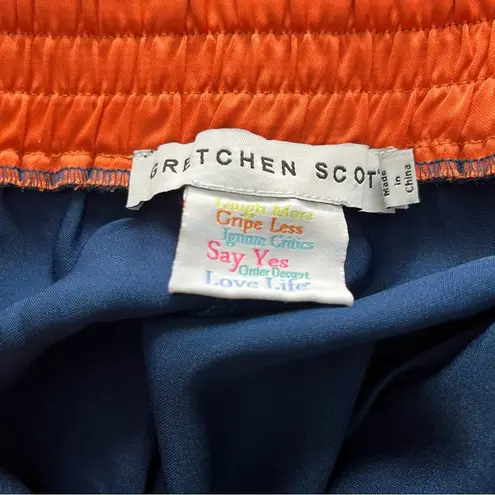 GRETCHEN SCOT
Made
in
China
Laugh More
Gripe Less
Ignore Critics
Say Yes
Order Dessert
Love Life